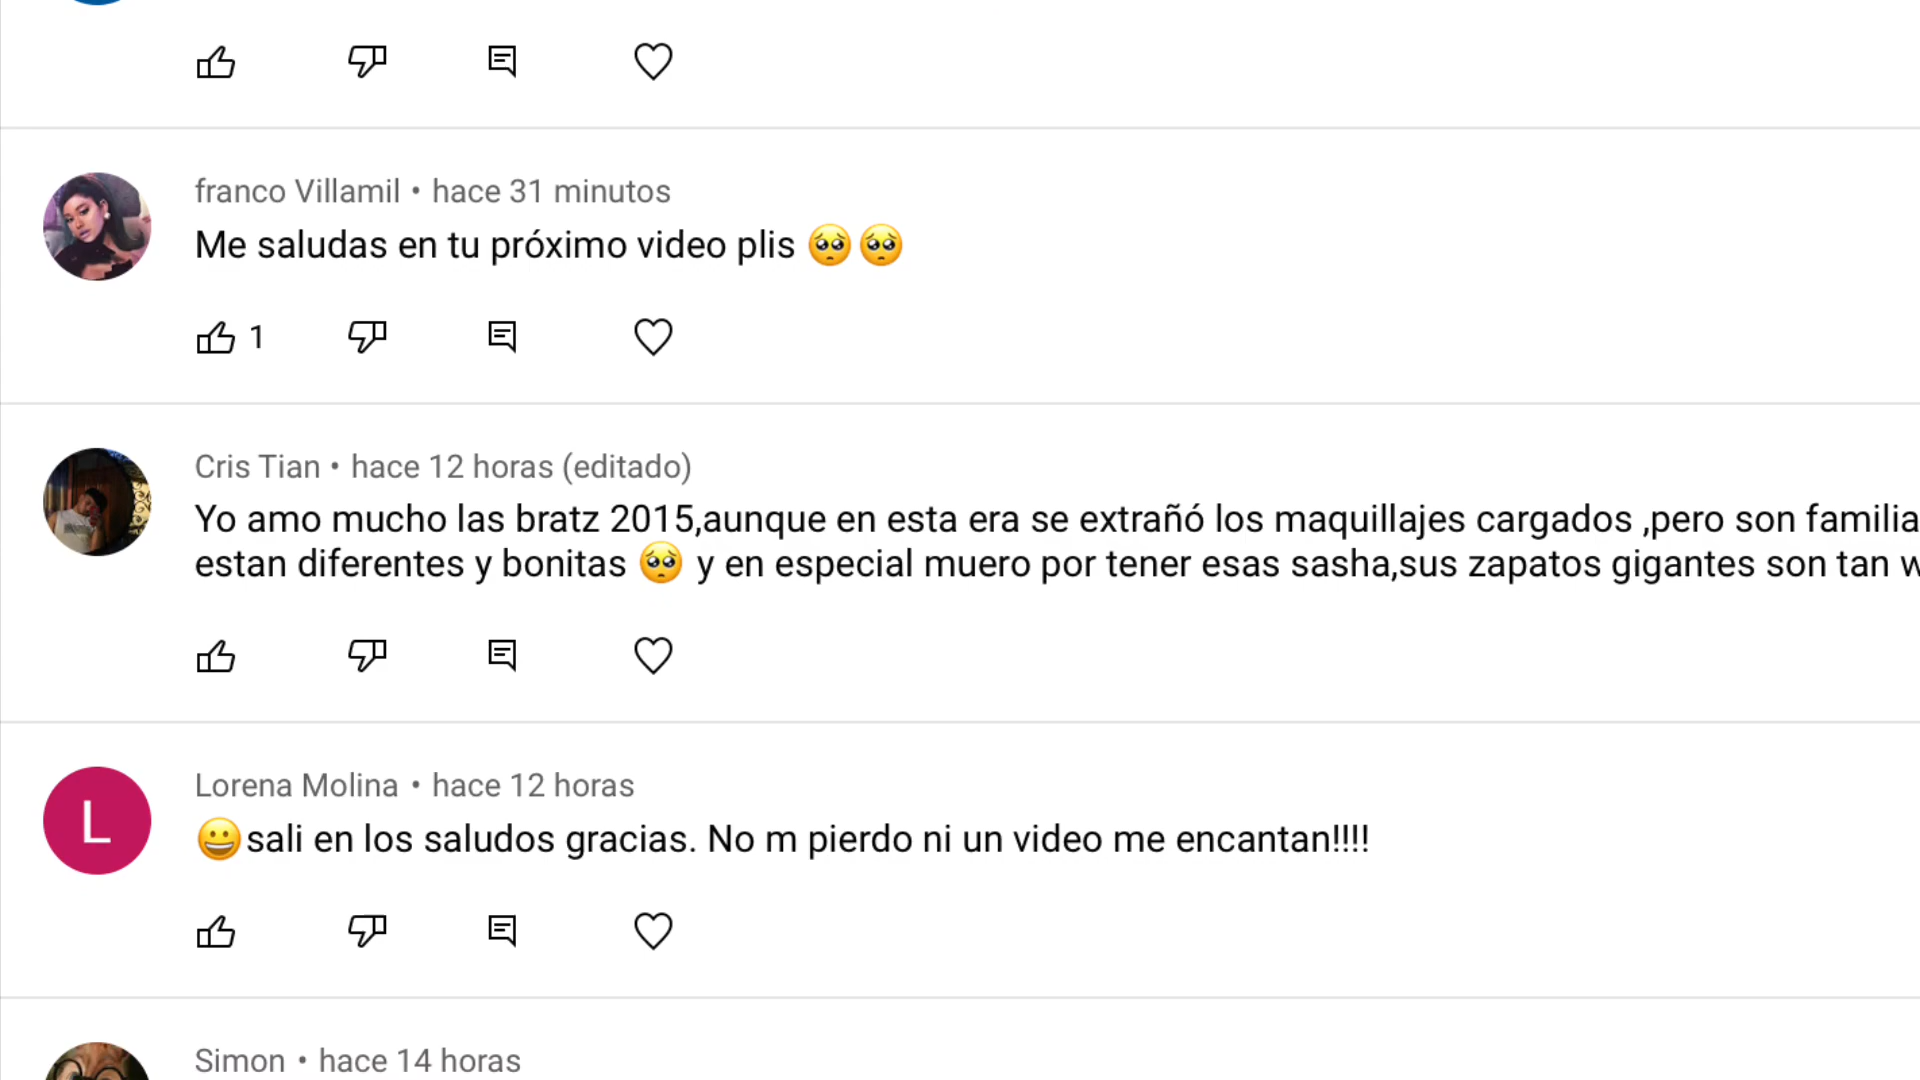 franco Villamil • hace 31 minutos
Me saludas en tu próximo video plis 🥺🥺
1
Cris Tian • hace 12 horas (editado)
Yo amo mucho las bratz 2015,aunque en esta era se extrañó los maquillajes cargados ,pero son familia
estan diferentes y bonitas 🥺 y en especial muero por tener esas sasha,sus zapatos gigantes son tan
L
Lorena Molina • hace 12 horas
😀sali en los saludos gracias. No m pierdo ni un video me encantan!!!!
Simon • hace 14 horas